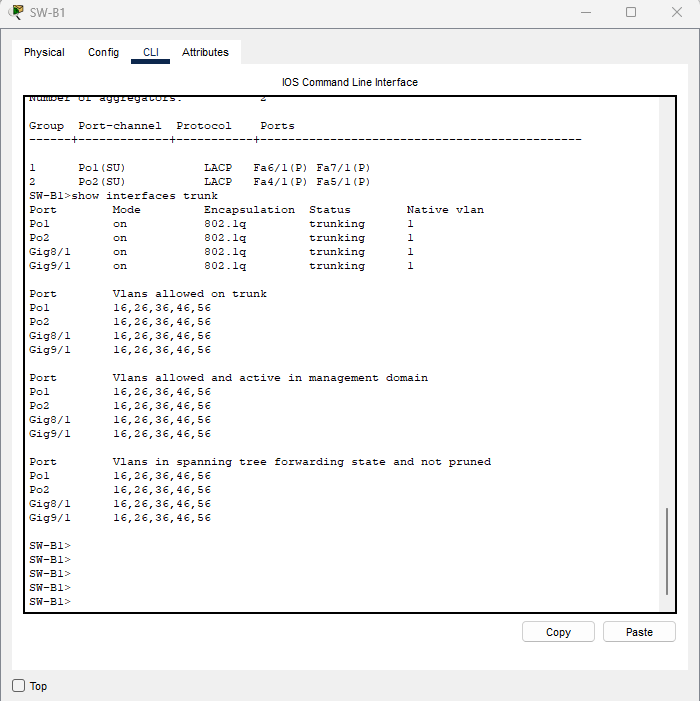 SW-B1
Physical Config CLI Attributes
IOS Command Line Interface
Number of aggregators: 2
Group Port-channel Protocol Ports
------+-------------+-----------+----------------------------------------------
1 Po1(SU) LACP Fa6/1(P) Fa7/1(P)
2 Po2(SU) LACP Fa4/1(P) Fa5/1(P)
SW-B1>show interfaces trunk
Port Mode Encapsulation Status Native vlan
Po1 on 802.1q trunking 1
Po2 on 802.1q trunking 1
Gig8/1 on 802.1q trunking 1
Gig9/1 on 802.1q trunking 1
Port Vlans allowed on trunk
Po1 16,26,36,46,56
Po2 16,26,36,46,56
Gig8/1 16,26,36,46,56
Gig9/1 16,26,36,46,56
Port Vlans allowed and active in management domain
Po1 16,26,36,46,56
Po2 16,26,36,46,56
Gig8/1 16,26,36,46,56
Gig9/1 16,26,36,46,56
Port Vlans in spanning tree forwarding state and not pruned
Po1 16,26,36,46,56
Po2 16,26,36,46,56
Gig8/1 16,26,36,46,56
Gig9/1 16,26,36,46,56
SW-B1>
SW-B1>
SW-B1>
SW-B1>
SW-B1>
Copy Paste
Top